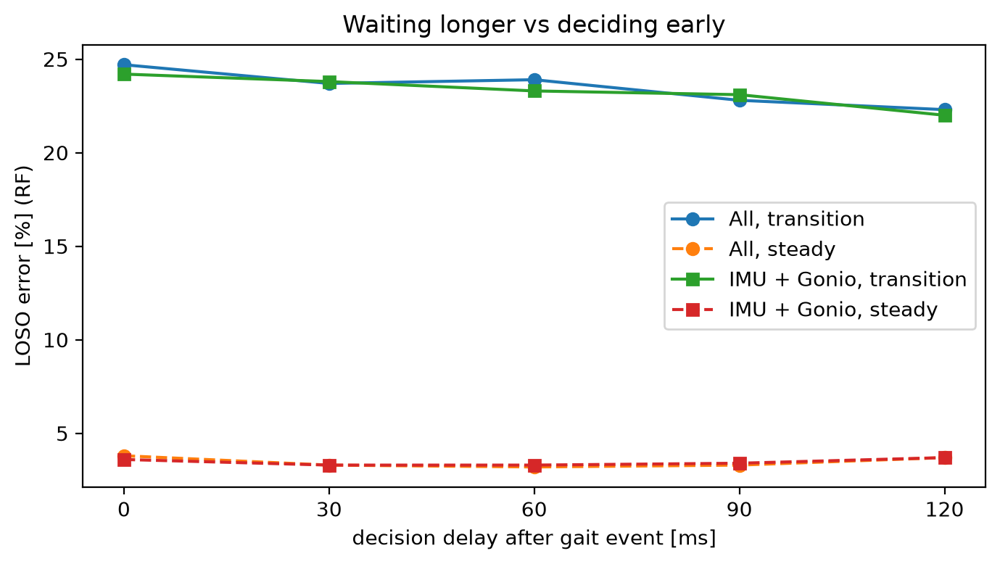 Waiting longer vs deciding early
LOSO error [%] (RF)
25
20
15
10
5
All, transition
All, steady
IMU + Gonio, transition
IMU + Gonio, steady
0 30 60 90 120
decision delay after gait event [ms]